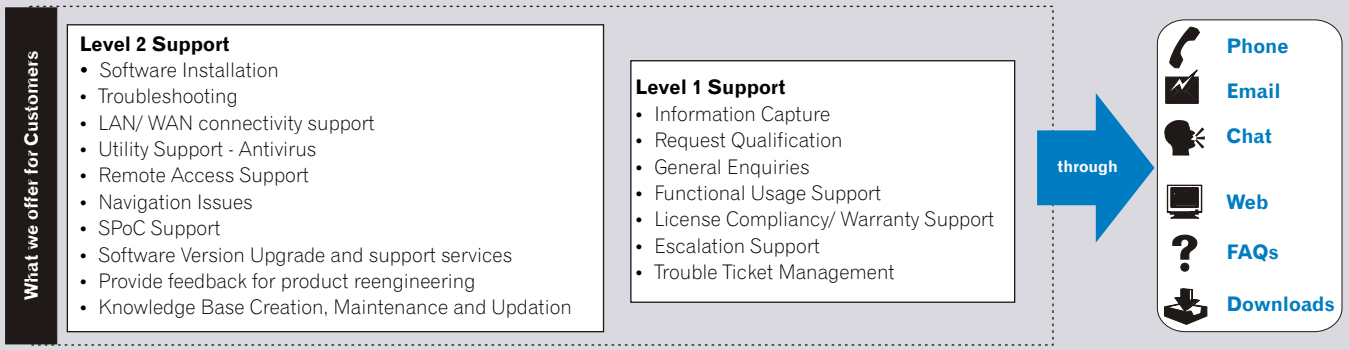 What we offer for Customers
Level 2 Support
• Software Installation
• Troubleshooting
• LAN/ WAN connectivity support
• Utility Support - Antivirus
• Remote Access Support
• Navigation Issues
• SPoC Support
• Software Version Upgrade and support services
• Provide feedback for product reengineering
• Knowledge Base Creation, Maintenance and Updation
Level 1 Support
• Information Capture
• Request Qualification
• General Enquiries
• Functional Usage Support
• License Compliancy/ Warranty Support
• Escalation Support
• Trouble Ticket Management
through
Phone
Email
Chat
Web
FAQs
Downloads